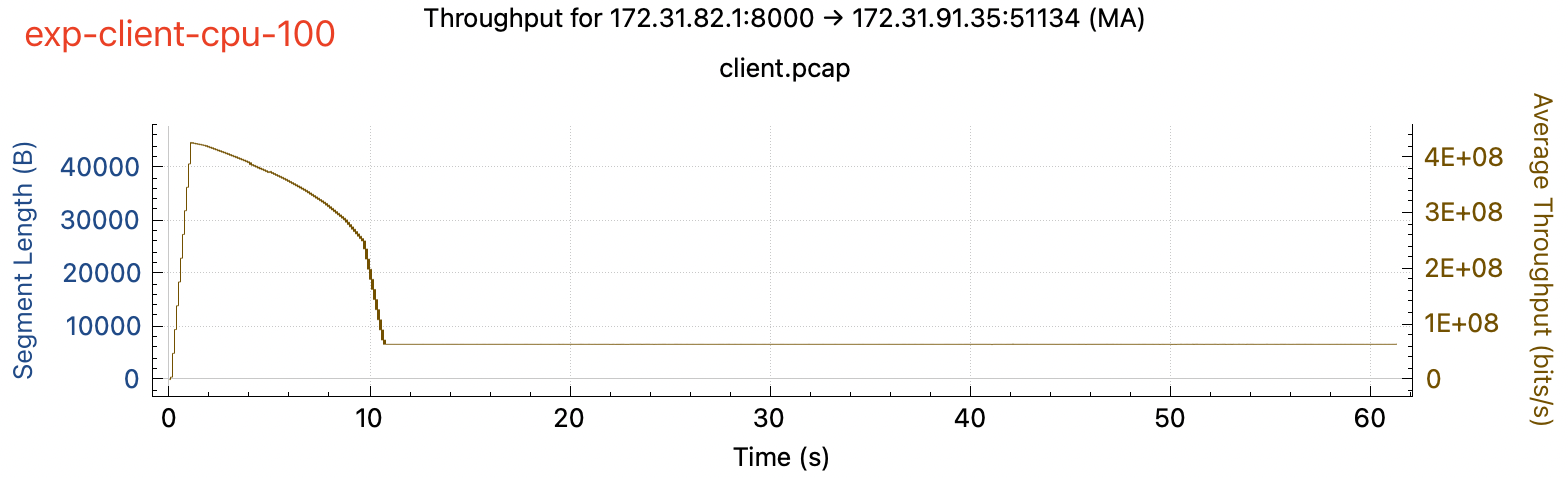 exp-client-cpu-100
Throughput for 172.31.82.1:8000 → 172.31.91.35:51134 (MA)
client.pcap
Segment Length (B)
40000
30000
20000
10000
0
Average Throughput (bits/s)
4E+08
3E+08
2E+08
1E+08
0
0 10 20 30 40 50 60
Time (s)